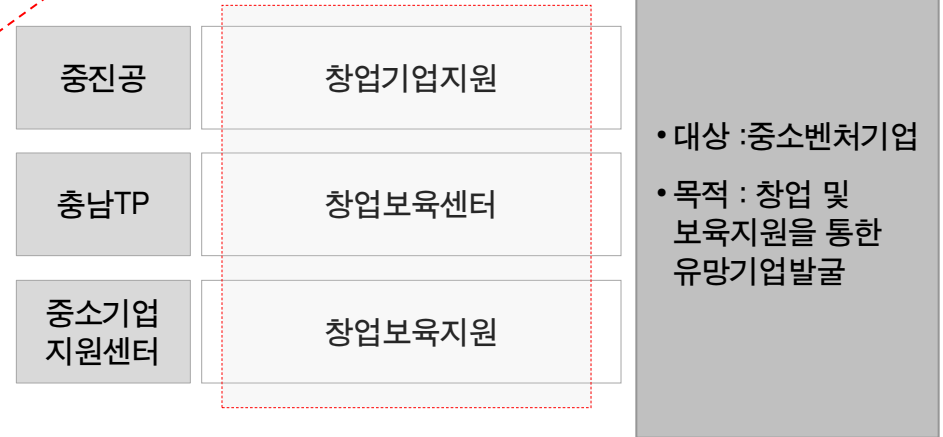 중진공
창업기업지원
충남TP
창업보육센터
중소기업
지원센터
창업보육지원
• 대상 :중소벤처기업
• 목적 : 창업 및
보육지원을 통한
유망기업발굴